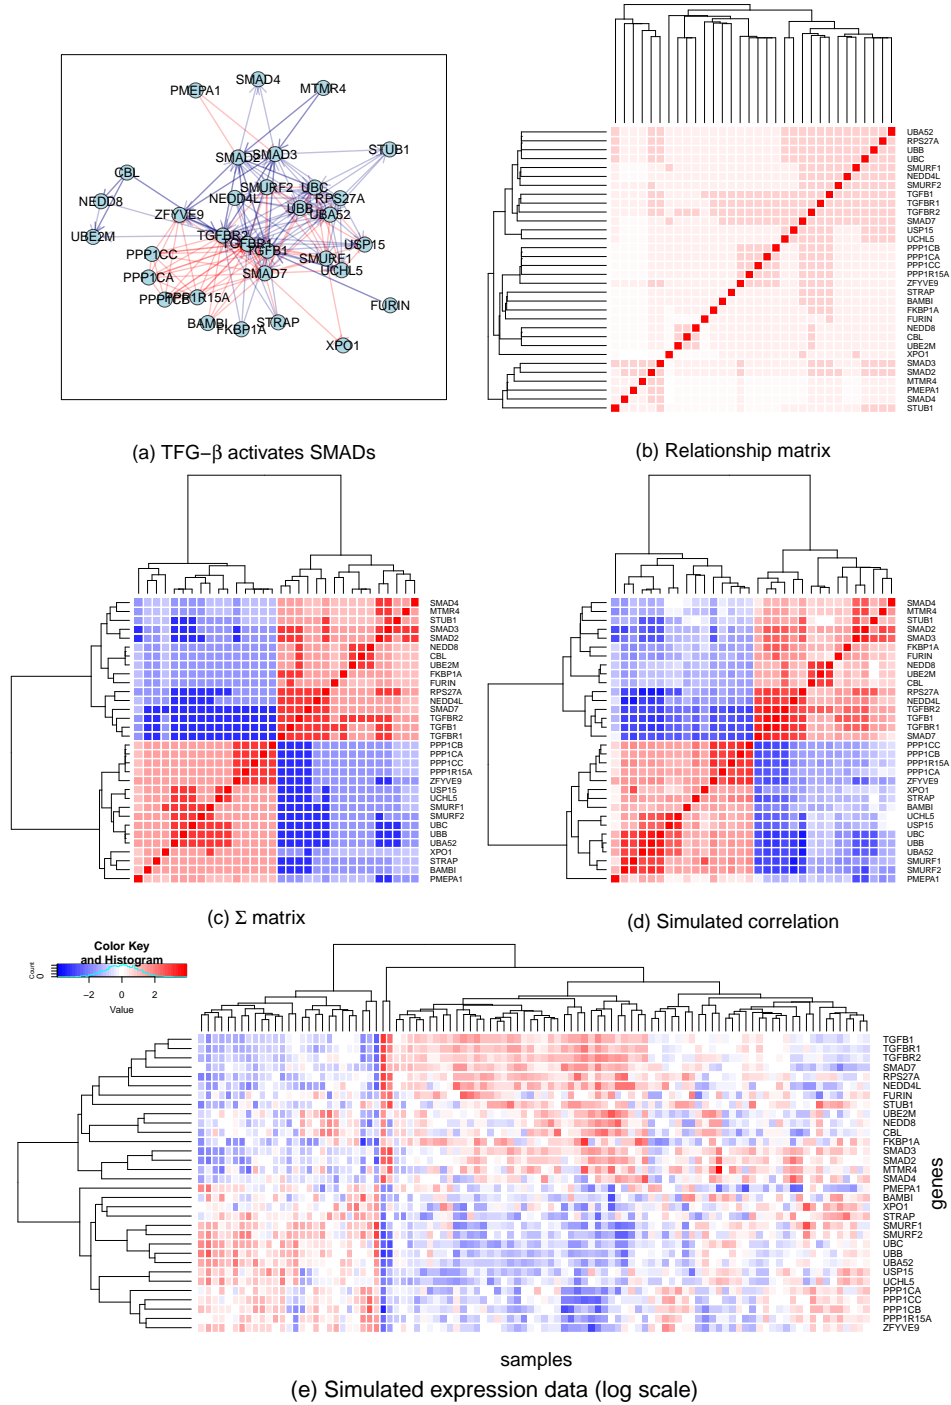 SMAD4
PMEPA1
MTMR4
SMAD2
SMAD3
STUB1
CBL
SMURF2
UBC
NEDD8
NEDD4L
RPS27A
ZFYVE9
UBB
UBA52
UBE2M
TGFBR2
TGFBR1
TGFB1
USP15
PPP1CC
SMURF1
UCHL5
PPP1CA
SMAD7
PPP1CB
PPP1R15A
FURIN
BAMBI
FKBP1A
STRAP
XPO1
(a) TFG−β activates SMADs
UBA52
RPS27A
UBB
UBC
SMURF1
NEDD4L
SMURF2
TGFB1
TGFBR1
TGFBR2
SMAD7
USP15
UCHL5
PPP1CB
PPP1CA
PPP1CC
PPP1R15A
ZFYVE9
STRAP
BAMBI
FKBP1A
FURIN
NEDD8
CBL
UBE2M
XPO1
SMAD3
SMAD2
MTMR4
PMEPA1
SMAD4
STUB1
(b) Relationship matrix
SMAD4
MTMR4
STUB1
SMAD3
SMAD2
NEDD8
CBL
UBE2M
FKBP1A
FURIN
RPS27A
NEDD4L
SMAD7
TGFBR2
TGFB1
TGFBR1
PPP1CB
PPP1CA
PPP1CC
PPP1R15A
ZFYVE9
USP15
UCHL5
SMURF1
SMURF2
UBC
UBB
UBA52
XPO1
STRAP
BAMBI
PMEPA1
(c) Σ matrix
SMAD4
MTMR4
STUB1
SMAD2
SMAD3
FKBP1A
FURIN
NEDD8
UBE2M
CBL
RPS27A
NEDD4L
TGFBR2
TGFB1
TGFBR1
SMAD7
PPP1CC
PPP1CB
PPP1R15A
PPP1CA
ZFYVE9
XPO1
STRAP
BAMBI
UCHL5
USP15
UBC
UBB
UBA52
SMURF1
SMURF2
PMEPA1
(d) Simulated correlation
Color Key
and Histogram
Count
0
−2 0 2
Value
TGFB1
TGFBR1
TGFBR2
SMAD7
RPS27A
NEDD4L
FURIN
STUB1
UBE2M
NEDD8
CBL
FKBP1A
SMAD3
SMAD2
MTMR4
SMAD4
PMEPA1
BAMBI
XPO1
STRAP
SMURF1
SMURF2
UBC
UBB
UBA52
USP15
UCHL5
PPP1CA
PPP1CC
PPP1CB
PPP1R15A
ZFYVE9
genes
samples
(e) Simulated expression data (log scale)